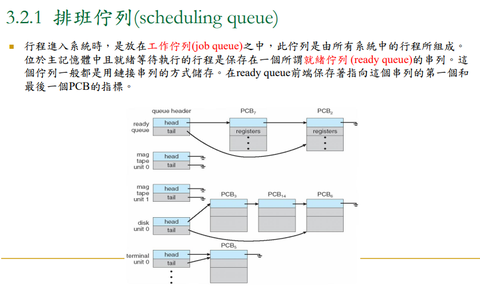 3.2.1 排班佇列(scheduling queue)
行程進入系統時，是放在工作佇列(job queue)之中，此佇列是由所有系統中的行程所組成。
位於主記憶體中且就緒等待執行的行程是保存在一個所謂就緒佇列 (ready queue)的串列。這
個佇列一般都是用鏈接串列的方式儲存。在ready queue前端保存著指向這個串列的第一個和
最後一個PCB的指標。
queue header
PCB₇
PCB₂
ready
queue
head
tail
registers
registers
mag
tape
unit 0
head
tail
mag
tape
unit 1
head
tail
PCB₃
PCB₁₄
PCB₆
disk
unit 0
head
tail
PCB₅
terminal
unit 0
head
tail